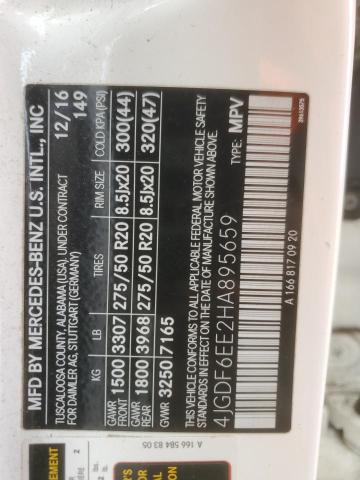 MFD BY MERCEDES-BENZ U.S. INTL., INC
TUSCALOOSA COUNTY, ALABAMA (USA), UNDER CONTRACT
FOR DAIMLER AG, STUTTGART (GERMANY)
12/16
149
KG LB TIRES RIM SIZE COLD KPA(PSI)
GAWR FRONT 1500 3307 275/50 R20 8.5Jx20 300(44)
GAWR REAR 1800 3968 275/50 R20 8.5Jx20 320(47)
GVWR 3250 7165
THIS VEHICLE CONFORMS TO ALL APPLICABLE FEDERAL MOTOR VEHICLE SAFETY
STANDARDS IN EFFECT ON THE DATE OF MANUFACTURE SHOWN ABOVE.
4JGDF6EE2HA895659 TYPE: MPV
A 166 817 09 20
A 166 584 83 05
2
lbs.